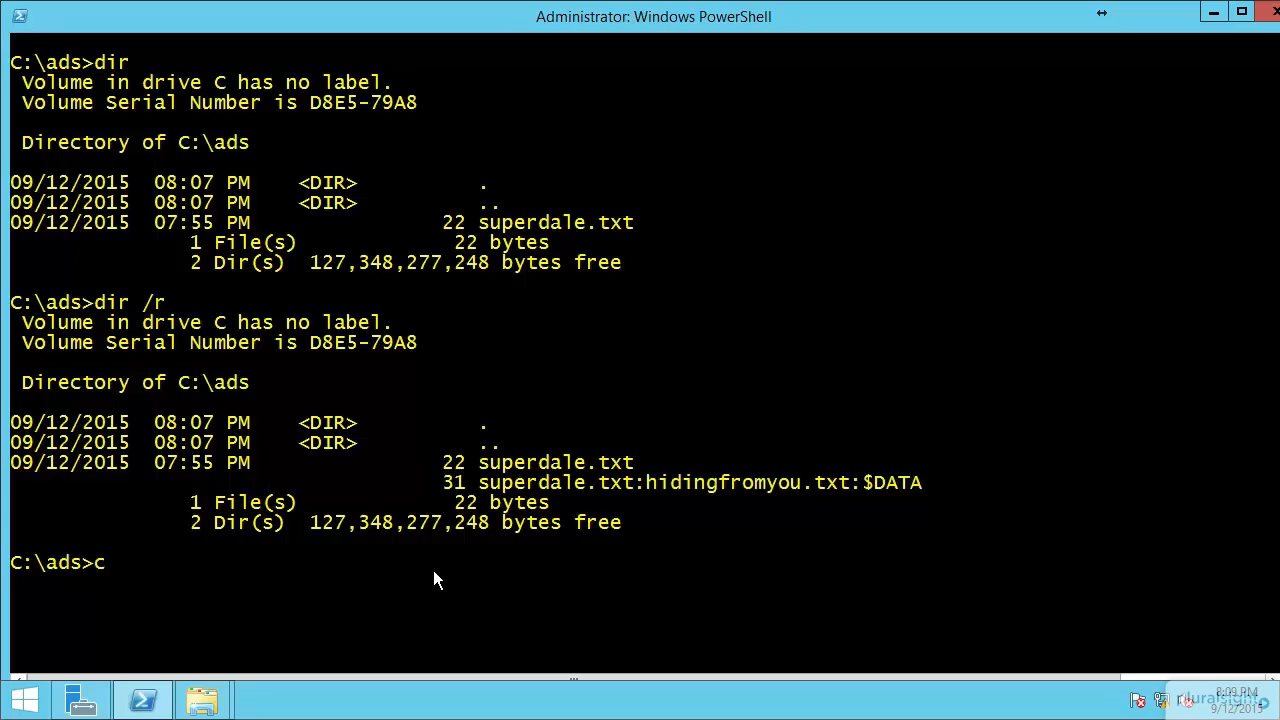 Administrator: Windows PowerShell
C:\ads>dir
Volume in drive C has no label.
Volume Serial Number is D8E5-79A8
Directory of C:\ads
09/12/2015  08:07 PM    <DIR>          .
09/12/2015  08:07 PM    <DIR>          ..
09/12/2015  07:55 PM                22 superdale.txt
1 File(s)             22 bytes
2 Dir(s)  127,348,277,248 bytes free
C:\ads>dir /r
Volume in drive C has no label.
Volume Serial Number is D8E5-79A8
Directory of C:\ads
09/12/2015  08:07 PM    <DIR>          .
09/12/2015  08:07 PM    <DIR>          ..
09/12/2015  07:55 PM                22 superdale.txt
31 superdale.txt:hidingfromyou.txt:$DATA
1 File(s)             22 bytes
2 Dir(s)  127,348,277,248 bytes free
C:\ads>c
8:09 PM
pluralsight
9/12/2015